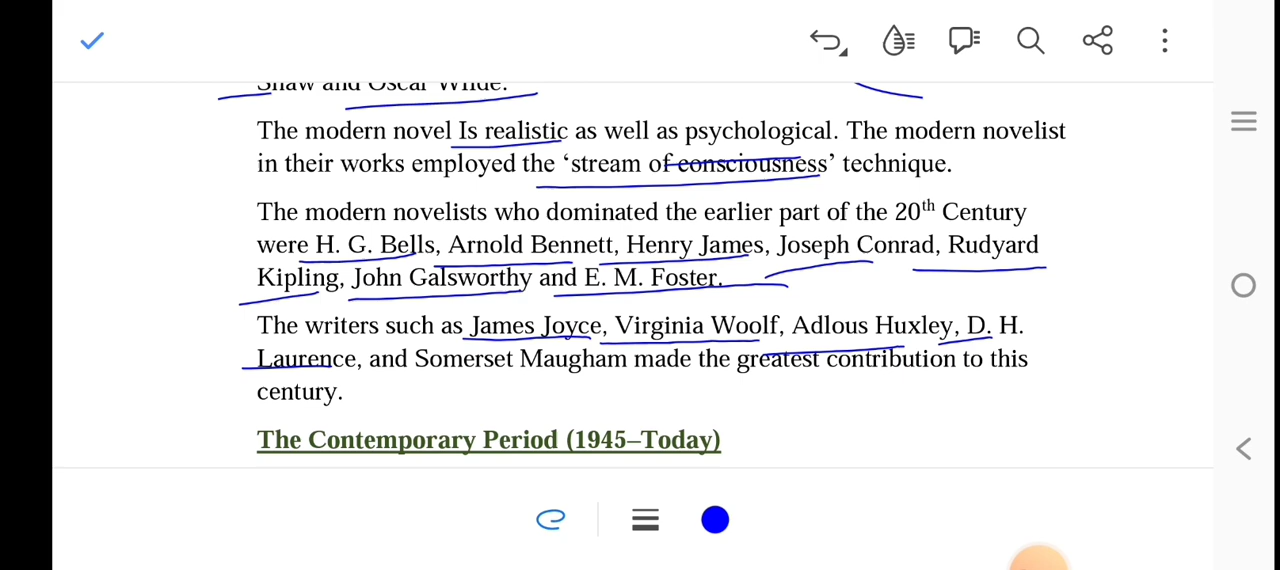 Shaw and Oscar Wilde.
The modern novel Is realistic as well as psychological. The modern novelist
in their works employed the ‘stream of consciousness’ technique.
The modern novelists who dominated the earlier part of the 20th Century
were H. G. Bells, Arnold Bennett, Henry James, Joseph Conrad, Rudyard
Kipling, John Galsworthy and E. M. Foster.
The writers such as James Joyce, Virginia Woolf, Adlous Huxley, D. H.
Laurence, and Somerset Maugham made the greatest contribution to this
century.
The Contemporary Period (1945–Today)